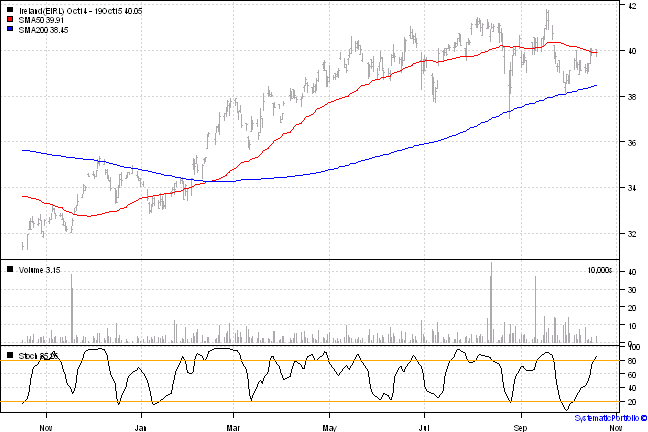 Ireland(EIRL) Oct14 - 19Oct15 40.05
SMA50 39.91
SMA200 38.45
42
40
38
36
34
32
Volume 3.15
10,000s
40
30
20
10
0
100
80
60
40
20
Nov Jan Mar May Jul Sep Nov
SystematicPortfolio ©